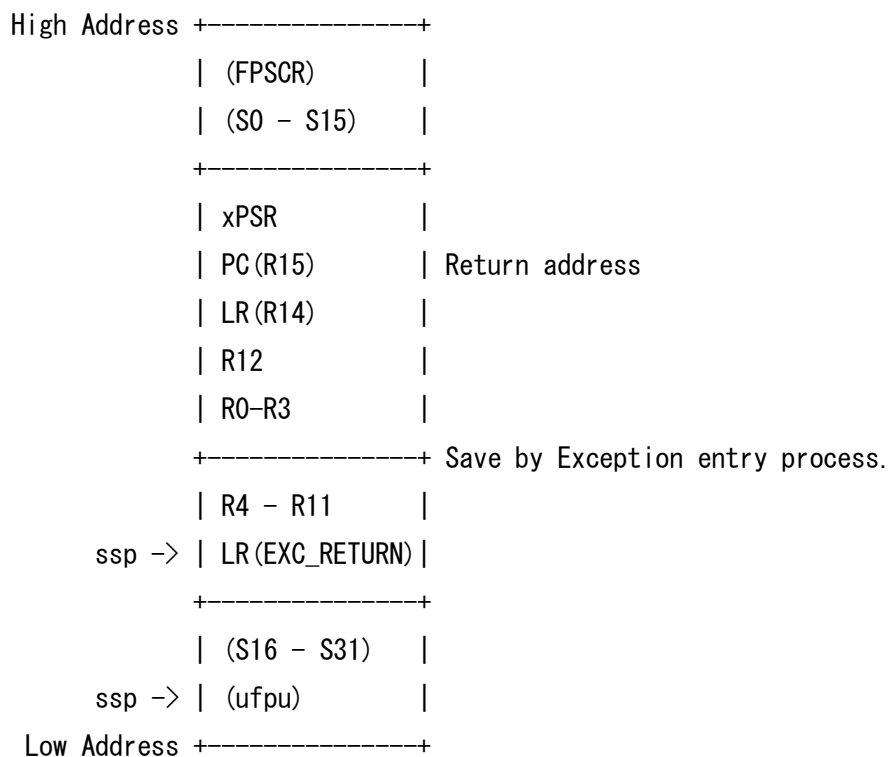 High Address +---------------+
| (FPSCR) |
| (S0 - S15) |
+---------------+
| xPSR |
| PC(R15) | Return address
| LR(R14) |
| R12 |
| R0-R3 |
+---------------+ Save by Exception entry process.
| R4 - R11 |
ssp -> | LR(EXC_RETURN)|
+---------------+
| (S16 - S31) |
ssp -> | (ufpu) |
Low Address +---------------+